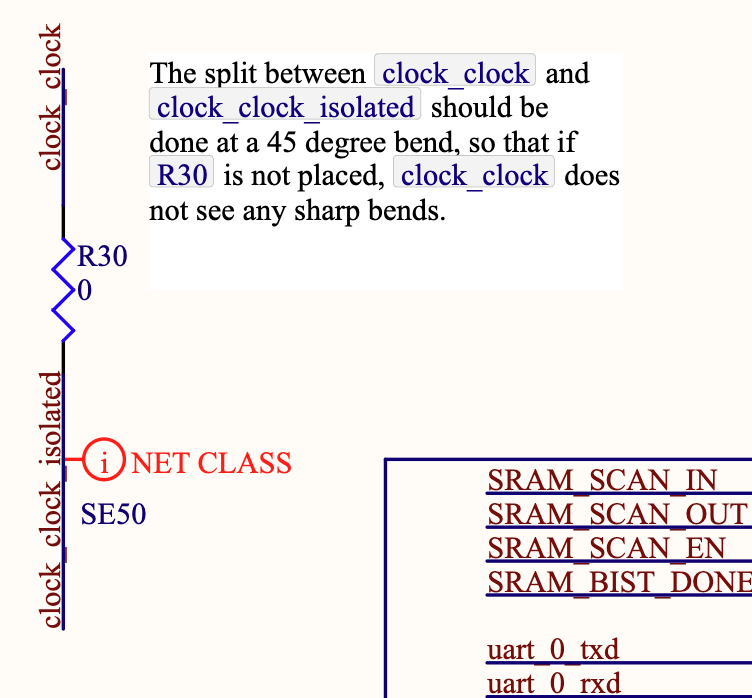 clock_clock
The split between clock_clock and
clock_clock_isolated should be
done at a 45 degree bend, so that if
R30 is not placed, clock_clock does
not see any sharp bends.
R30
0
clock_clock_isolated
i NET CLASS
SE50
SRAM_SCAN_IN
SRAM_SCAN_OUT
SRAM_SCAN_EN
SRAM_BIST_DONE
uart_0_txd
uart_0_rxd